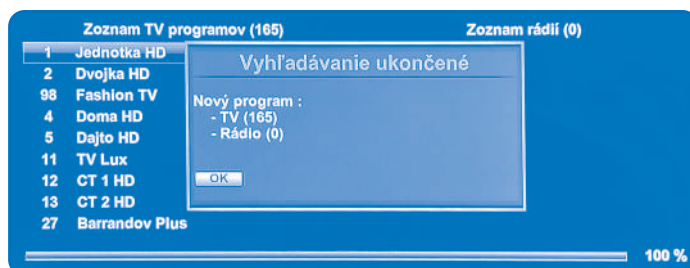 Zoznam TV programov (165) Zoznam rádií (0)
1 Jednotka HD
2 Dvojka HD
98 Fashion TV
4 Doma HD
5 Dajto HD
11 TV Lux
12 CT 1 HD
13 CT 2 HD
27 Barrandov Plus
Vyhľadávanie ukončené
Nový program :
- TV (165)
- Rádio (0)
OK
100 %